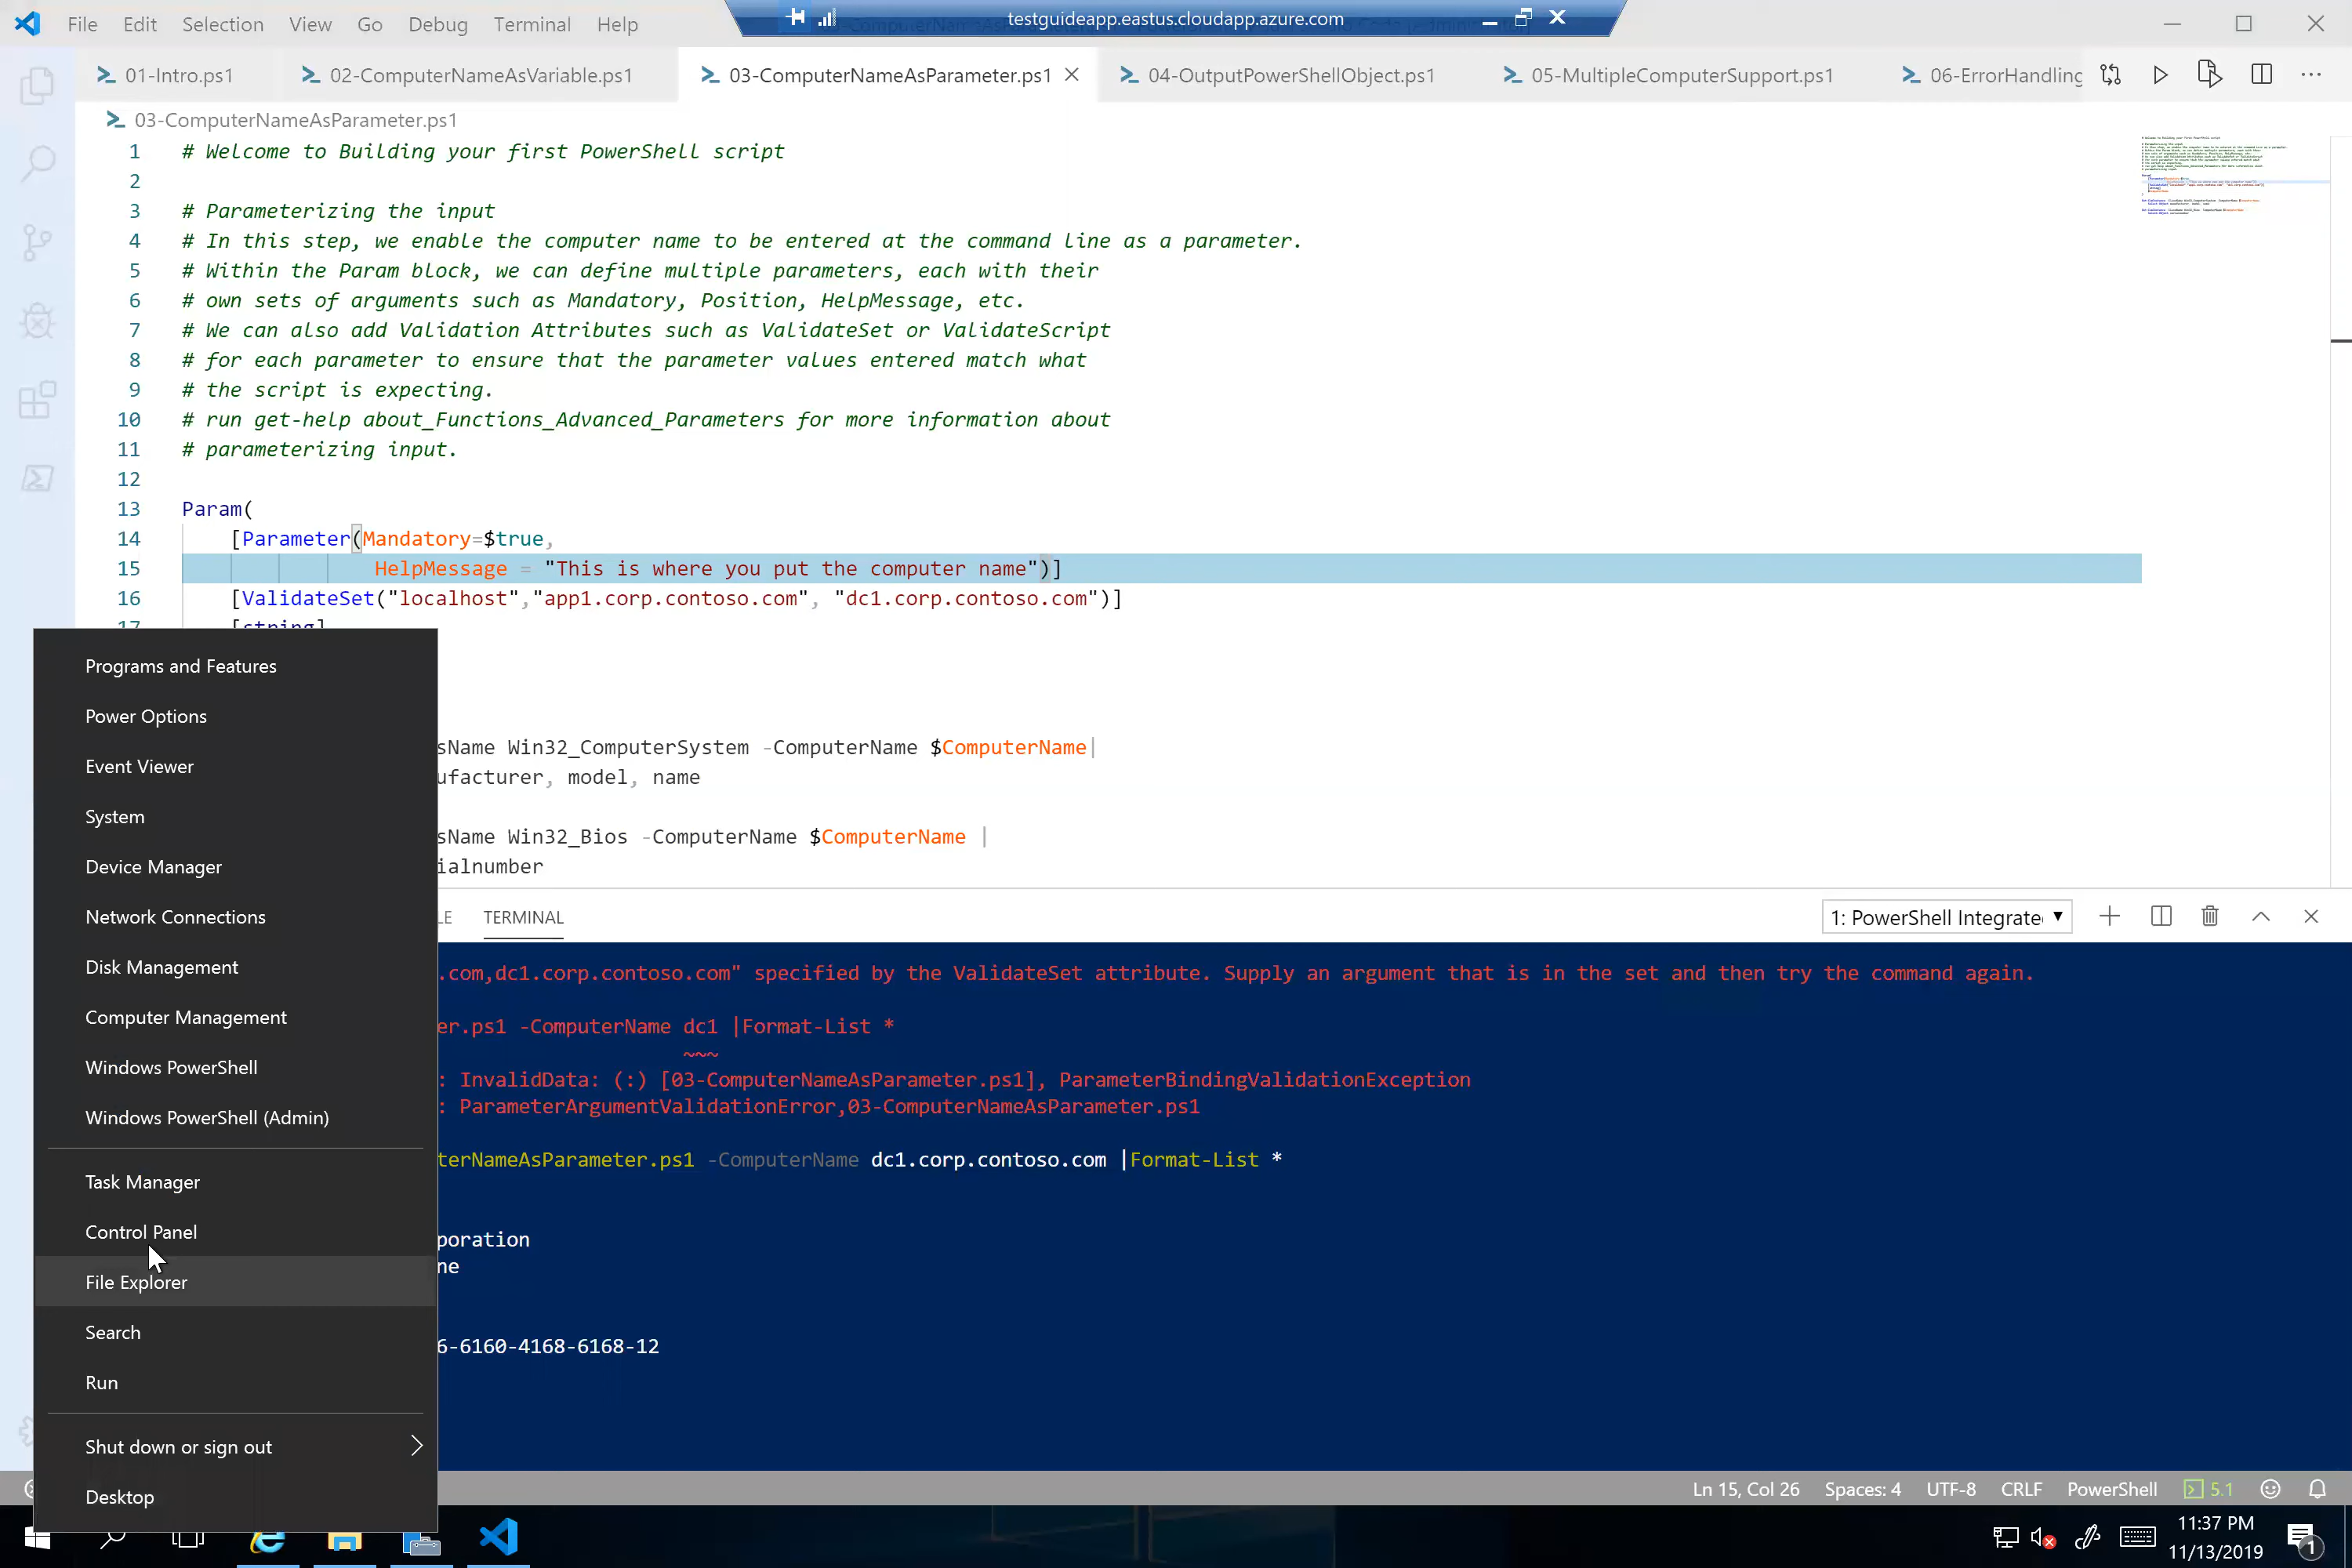 File Edit Selection View Go Debug Terminal Help
testguideapp.eastus.cloudapp.azure.com
01-Intro.ps1
02-ComputerNameAsVariable.ps1
03-ComputerNameAsParameter.ps1
04-OutputPowerShellObject.ps1
05-MultipleComputerSupport.ps1
06-ErrorHandling
03-ComputerNameAsParameter.ps1
1 # Welcome to Building your first PowerShell script
2
3 # Parameterizing the input
4 # In this step, we enable the computer name to be entered at the command line as a parameter.
5 # Within the Param block, we can define multiple parameters, each with their
6 # own sets of arguments such as Mandatory, Position, HelpMessage, etc.
7 # We can also add Validation Attributes such as ValidateSet or ValidateScript
8 # for each parameter to ensure that the parameter values entered match what
9 # the script is expecting.
10 # run get-help about_Functions_Advanced_Parameters for more information about
11 # parameterizing input.
12
13 Param(
14 [Parameter(Mandatory=$true,
15 HelpMessage = "This is where you put the computer name")]
16 [ValidateSet("localhost","app1.corp.contoso.com", "dc1.corp.contoso.com")]
17 [string]
sName Win32_ComputerSystem -ComputerName $ComputerName|
ufacturer, model, name
sName Win32_Bios -ComputerName $ComputerName |
ialnumber
Programs and Features
Power Options
Event Viewer
System
Device Manager
Network Connections
Disk Management
Computer Management
Windows PowerShell
Windows PowerShell (Admin)
Task Manager
Control Panel
File Explorer
Search
Run
Shut down or sign out
Desktop
LE TERMINAL
1: PowerShell Integrate
.com,dc1.corp.contoso.com" specified by the ValidateSet attribute. Supply an argument that is in the set and then try the command again.
er.ps1 -ComputerName dc1 |Format-List *
~~~
: InvalidData: (:) [03-ComputerNameAsParameter.ps1], ParameterBindingValidationException
: ParameterArgumentValidationError,03-ComputerNameAsParameter.ps1
terNameAsParameter.ps1 -ComputerName dc1.corp.contoso.com |Format-List *
poration
ne
6-6160-4168-6168-12
Ln 15, Col 26 Spaces: 4 UTF-8 CRLF PowerShell 5.1
11:37 PM
11/13/2019
1